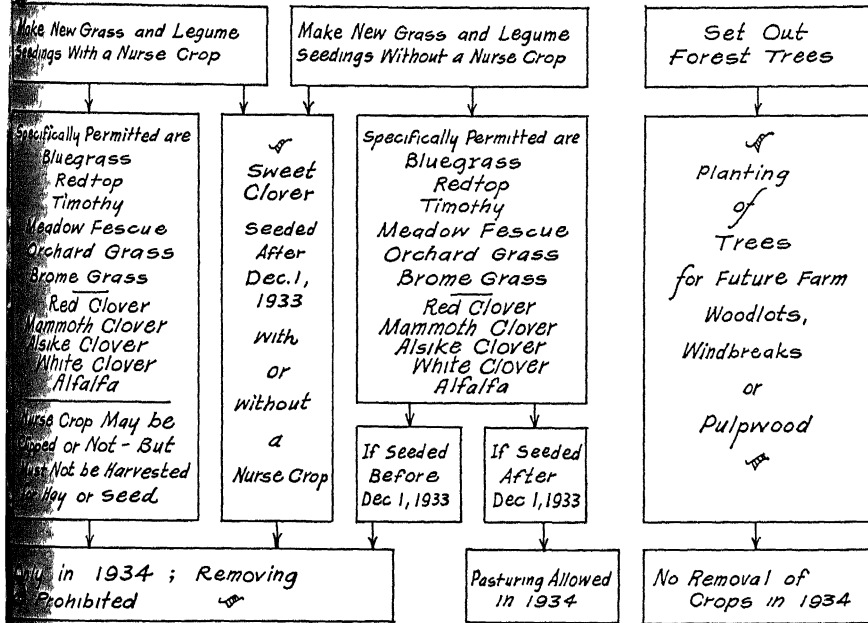 Make New Grass and Legume
Seedings With a Nurse Crop
Make New Grass and Legume
Seedings Without a Nurse Crop
Set Out
Forest Trees
Specifically Permitted are
Bluegrass
Redtop
Timothy
Meadow Fescue
Orchard Grass
Brome Grass
Red Clover
Mammoth Clover
Alsike Clover
White Clover
Alfalfa
Nurse Crop May be
or Not - But
Must Not be Harvested
Hay or Seed
Sweet
Clover
Seeded
After
Dec. 1,
1933
with
or
without
a
Nurse Crop
Specifically Permitted are
Bluegrass
Redtop
Timothy
Meadow Fescue
Orchard Grass
Brome Grass
Red Clover
Mammoth Clover
Alsike Clover
White Clover
Alfalfa
If Seeded
Before
Dec 1, 1933
If Seeded
After
Dec 1, 1933
Planting
of
Trees
for Future Farm
Woodlots,
Windbreaks
or
Pulpwood
in 1934 ; Removing
Prohibited
Pasturing Allowed
in 1934
No Removal of
Crops in 1934